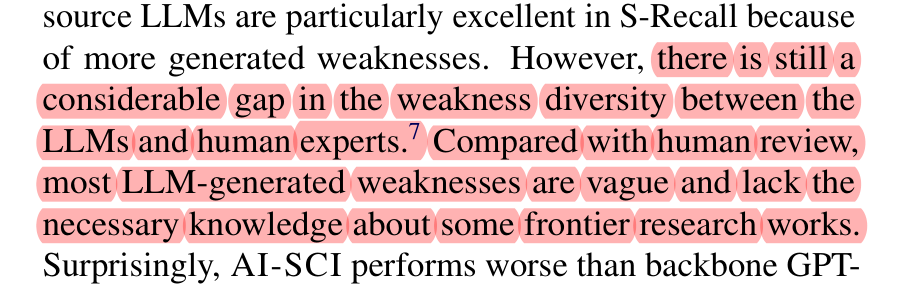 source LLMs are particularly excellent in S-Recall because
of more generated weaknesses. However, there is still a
considerable gap in the weakness diversity between the
LLMs and human experts.7 Compared with human review,
most LLM-generated weaknesses are vague and lack the
necessary knowledge about some frontier research works.
Surprisingly, AI-SCI performs worse than backbone GPT-